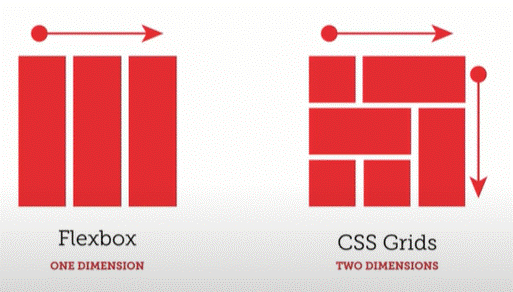 Flexbox
ONE DIMENSION
CSS Grids
TWO DIMENSIONS